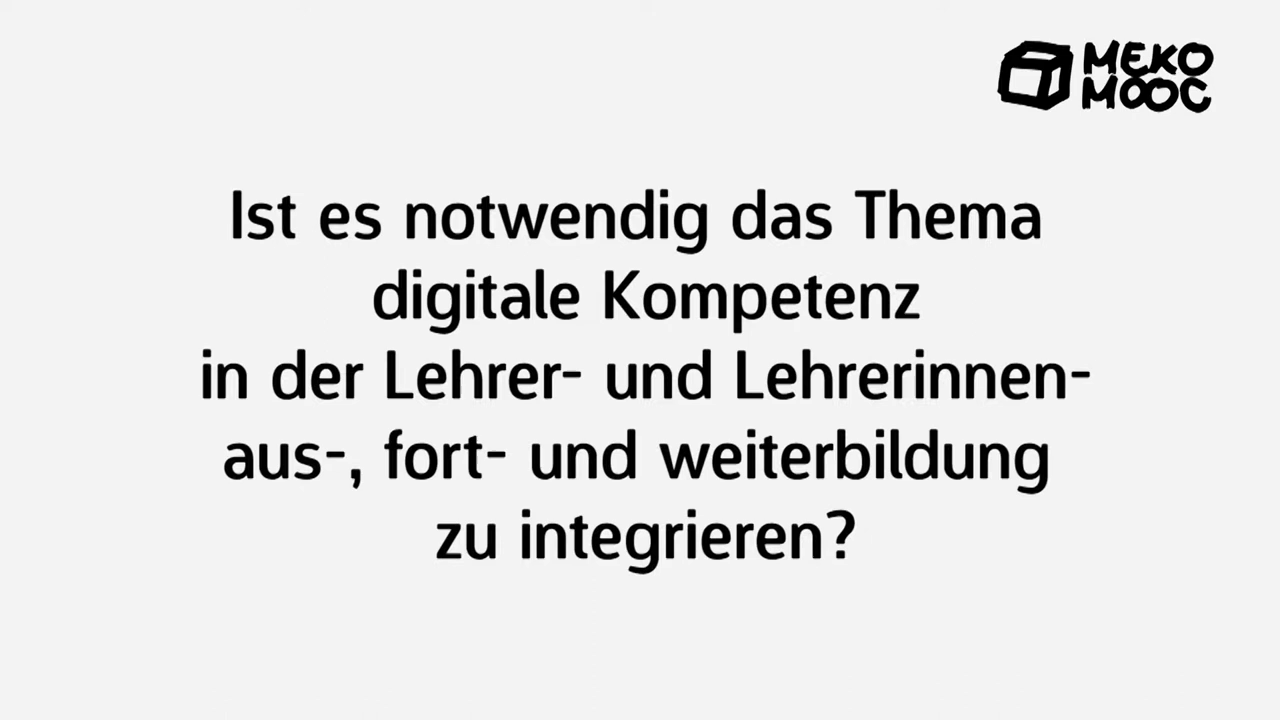 MEKO
MOOC
Ist es notwendig das Thema
digitale Kompetenz
in der Lehrer- und Lehrerinnen-
aus-, fort- und weiterbildung
zu integrieren?